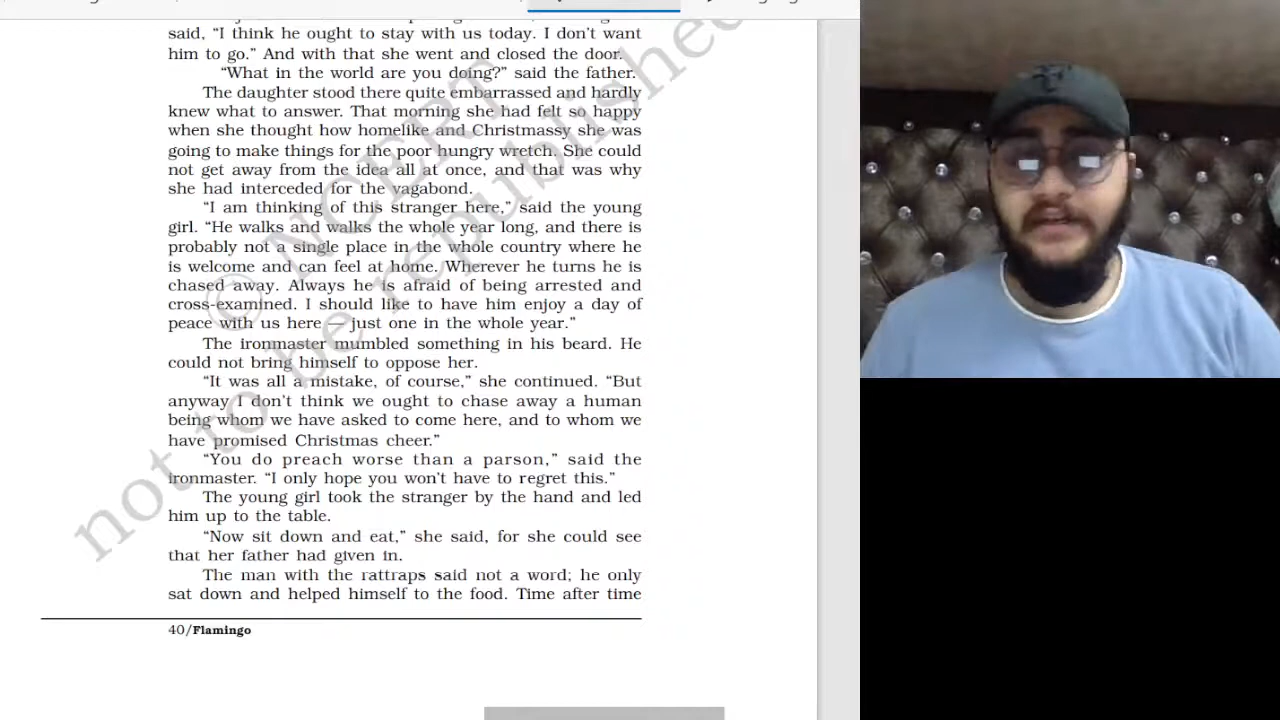 said, “I think he ought to stay with us today. I don’t want
him to go.” And with that she went and closed the door.
“What in the world are you doing?” said the father.
The daughter stood there quite embarrassed and hardly
knew what to answer. That morning she had felt so happy
when she thought how homelike and Christmassy she was
going to make things for the poor hungry wretch. She could
not get away from the idea all at once, and that was why
she had interceded for the vagabond.
“I am thinking of this stranger here,” said the young
girl. “He walks and walks the whole year long, and there is
probably not a single place in the whole country where he
is welcome and can feel at home. Wherever he turns he is
chased away. Always he is afraid of being arrested and
cross-examined. I should like to have him enjoy a day of
peace with us here — just one in the whole year.”
The ironmaster mumbled something in his beard. He
could not bring himself to oppose her.
“It was all a mistake, of course,” she continued. “But
anyway I don’t think we ought to chase away a human
being whom we have asked to come here, and to whom we
have promised Christmas cheer.”
“You do preach worse than a parson,” said the
ironmaster. “I only hope you won’t have to regret this.”
The young girl took the stranger by the hand and led
him up to the table.
“Now sit down and eat,” she said, for she could see
that her father had given in.
The man with the rattraps said not a word; he only
sat down and helped himself to the food. Time after time
40/Flamingo
© NCERT
not to be republished